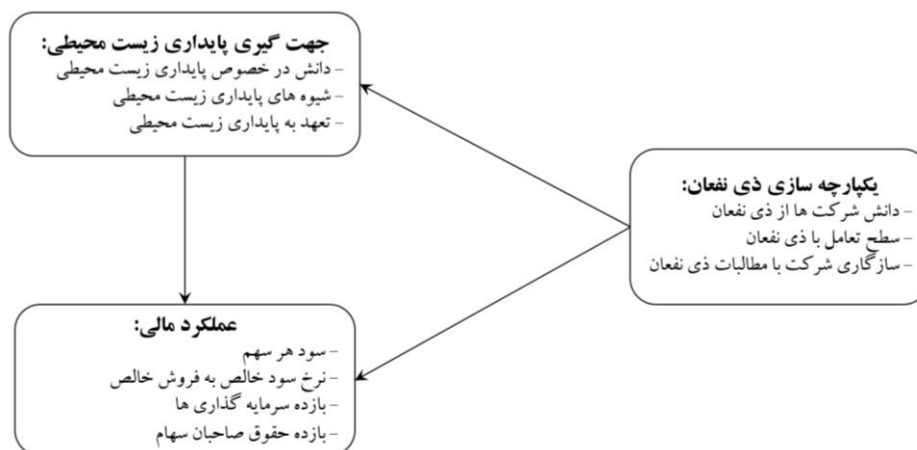 جهت گیری پایداری زیست محیطی:
- دانش در خصوص پایداری زیست محیطی
- شیوه های پایداری زیست محیطی
- تعهد به پایداری زیست محیطی
یکپارچه سازی ذی نفعان:
- دانش شرکت ها از ذی نفعان
- سطح تعامل با ذی نفعان
- سازگاری شرکت با مطالبات ذی نفعان
عملکرد مالی:
- سود هر سهم
- نرخ سود خالص به فروش خالص
- بازده سرمایه گذاری ها
- بازده حقوق صاحبان سهام